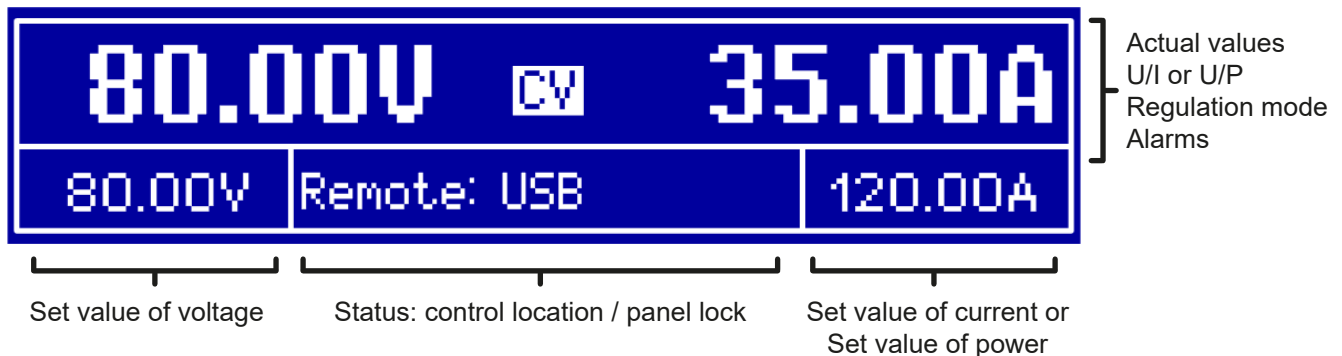 80.00V CV 35.00A
80.00V Remote: USB 120.00A
Actual values
U/I or U/P
Regulation mode
Alarms
Set value of voltage
Status: control location / panel lock
Set value of current or
Set value of power